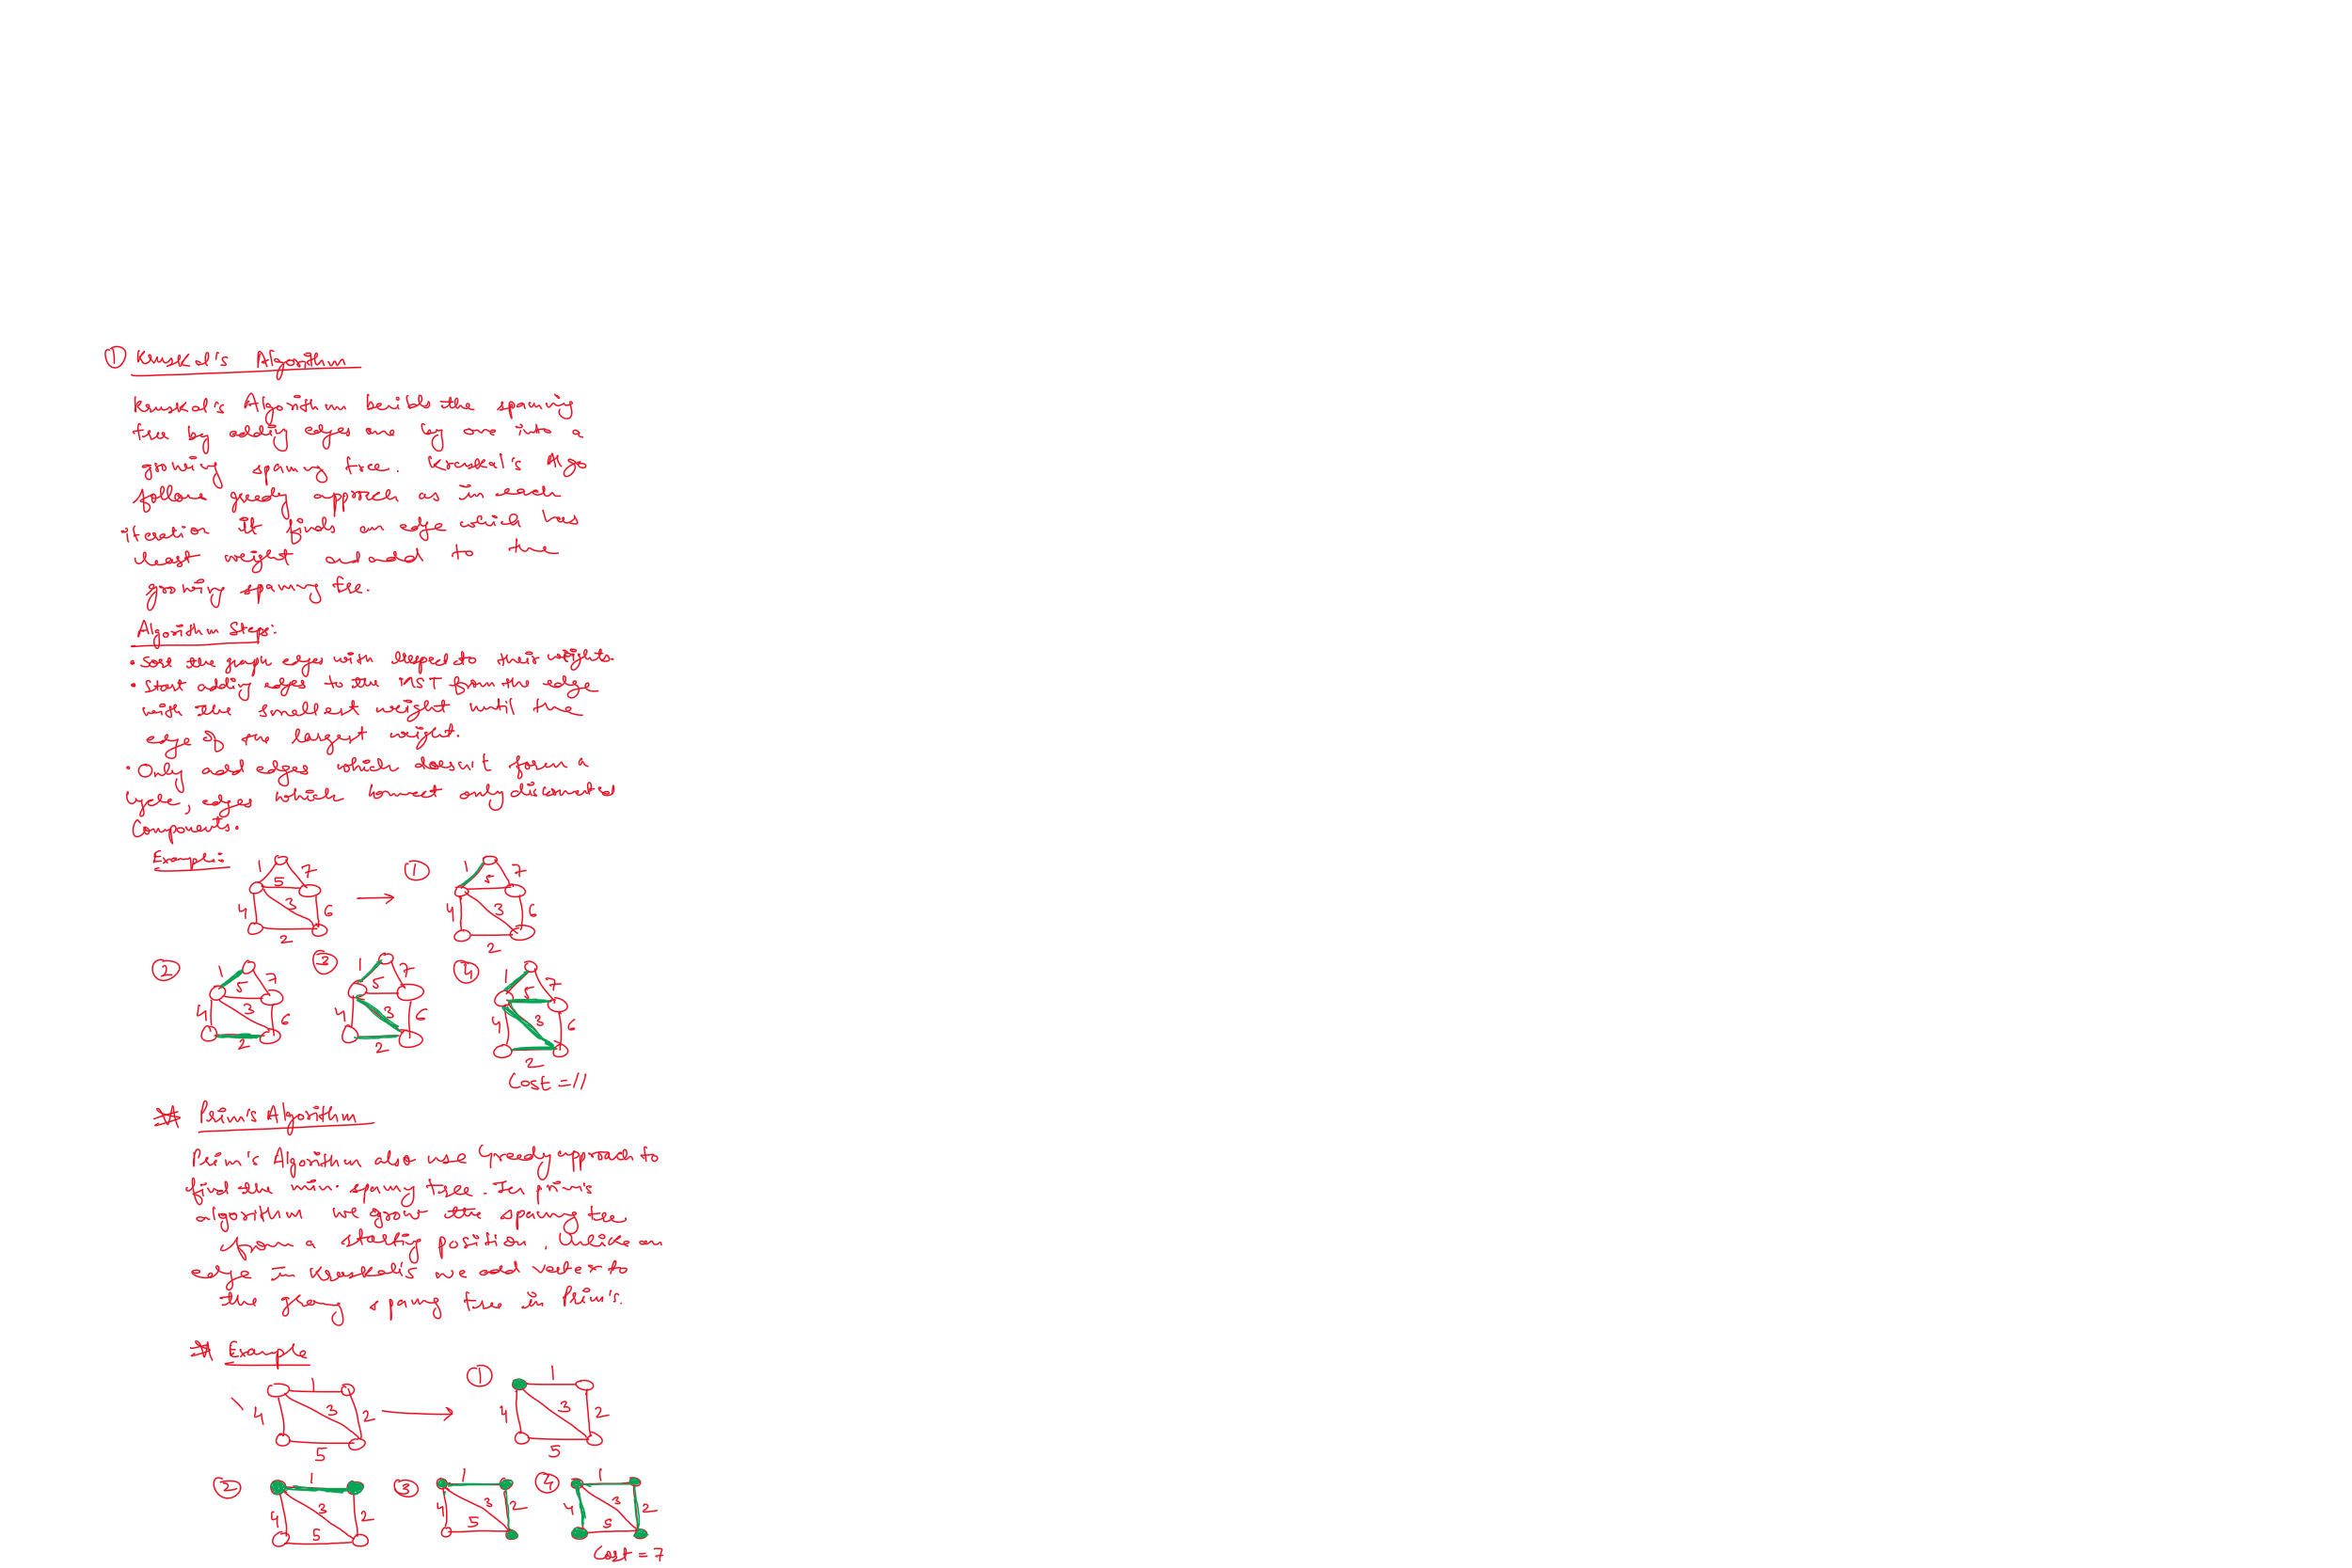 ① Kruskal's Algorithm
Kruskal's Algorithm builds the spaning
tree by adding edges one by one into a
growing spaning tree. Kruskal's Algo
follows greedy approch as in each
iteration it finds an edge which has
least weight and add to the
growing spaning tree.
Algorithm Steps:
• Sort the graph edges with respect to their weights.
• Start adding edges to the MST from the edge
with the smallest weight until the
edge of the largest weight.
• Only add edges which doesn't form a
cycle, edges which connect only disconnected
Components.
Example:
1 7 5 3 4 6 2
① 1 7 5 3 4 6 2
② 1 7 5 3 4 6 2
③ 1 7 5 3 4 6 2
④ 1 7 5 3 4 6 2
Cost = 11
Prim's Algorithm
Prim's Algorithm also use Greedy approach to
find the min. spaning tree. In prim's
algorithm we grow the spaning tree
from a starting position. Unlike an
edge in Kruskal's we add vertex to
the growing spaning tree in Prim's.
Example
1 4 3 2 5
① 1 4 3 2 5
② 1 4 3 2 5
③ 1 4 3 2 5
④ 1 4 3 2 5
Cost = 7